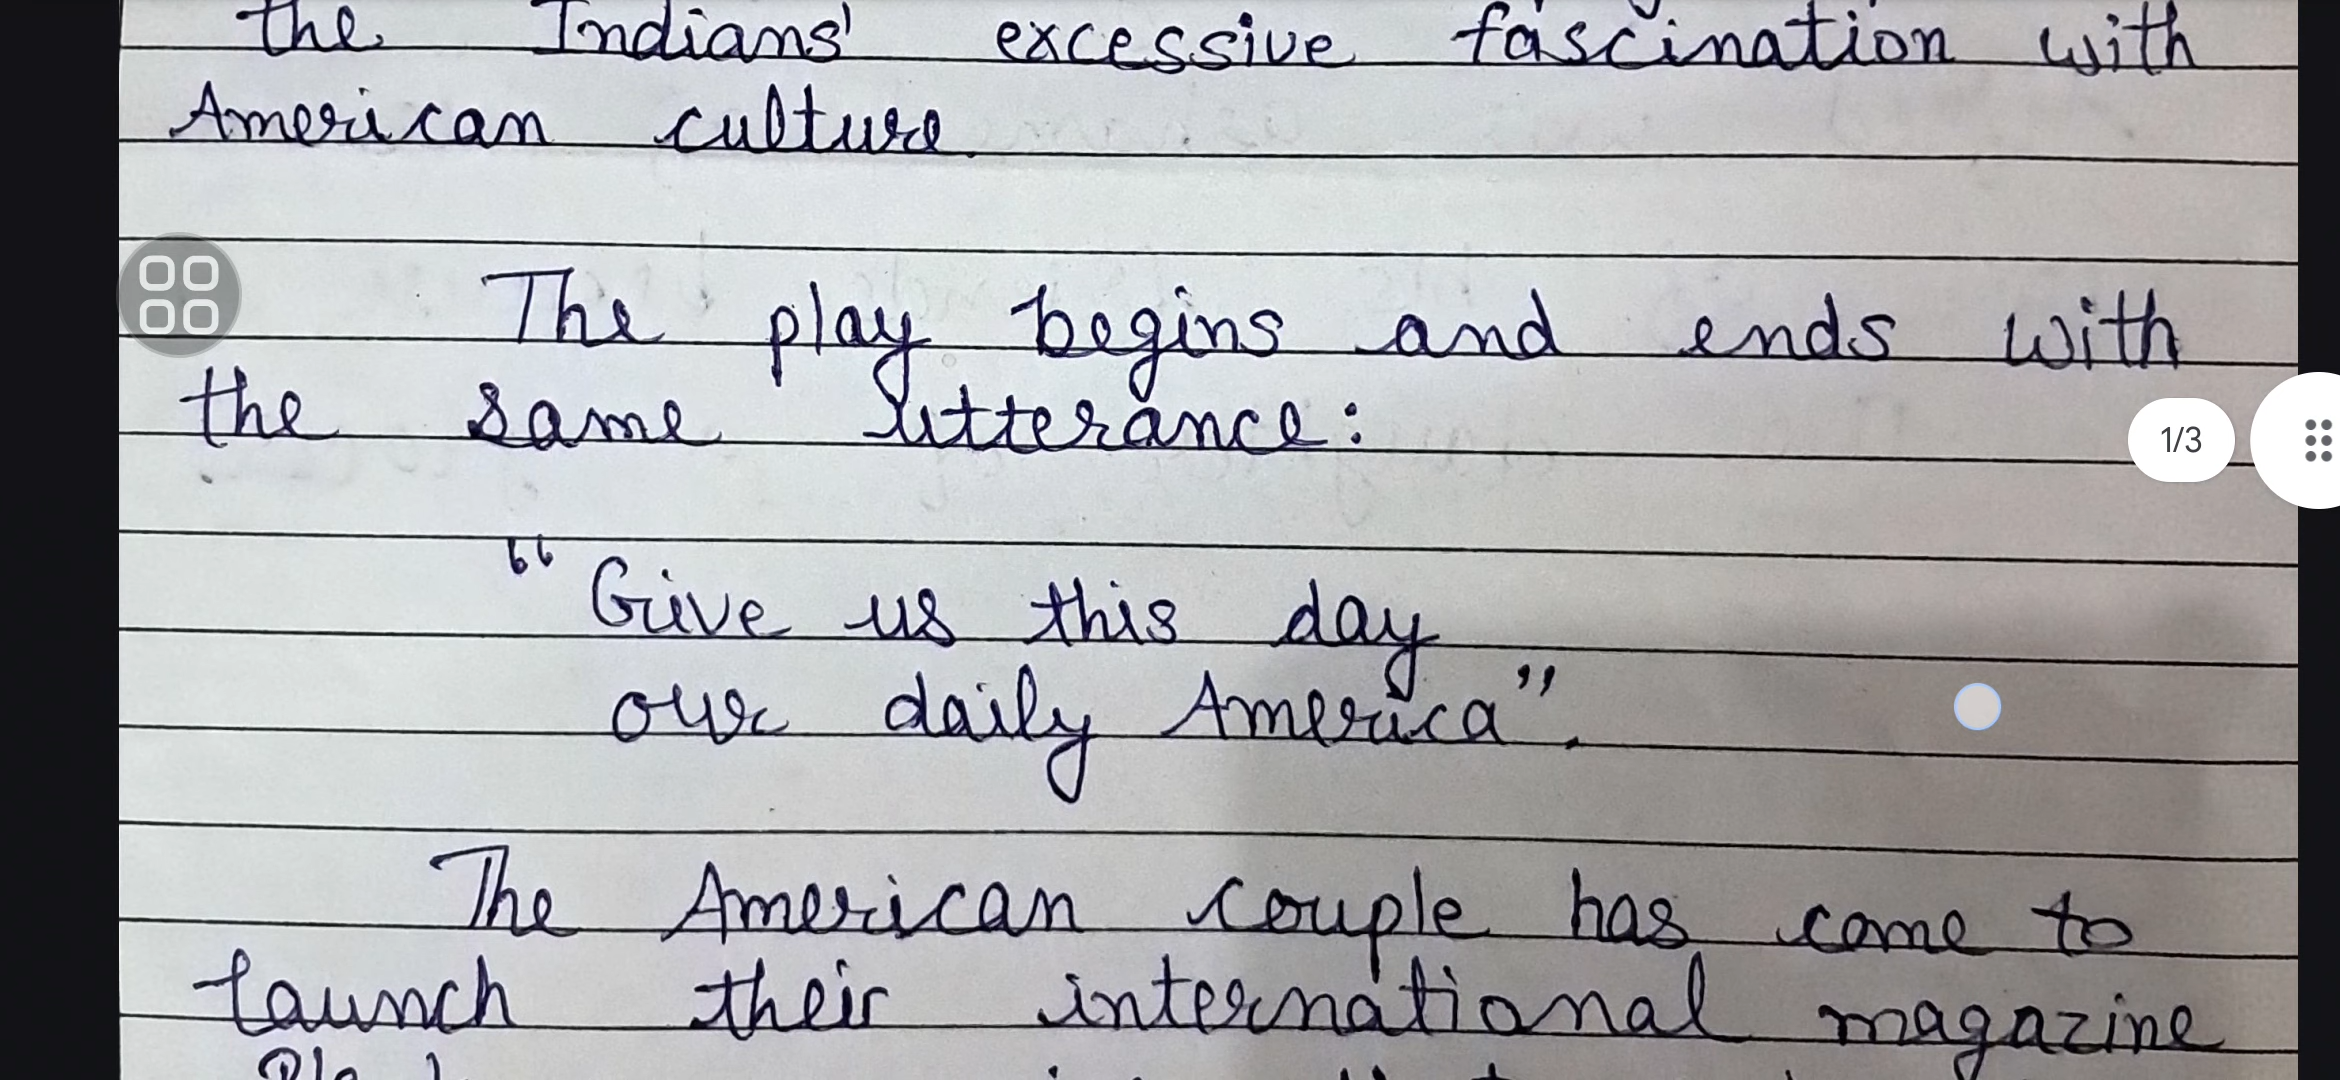 the Indians' excessive fascination with
American culture.
The play begins and ends with
the same utterance:
"Give us this day
1/3
our daily America".
The American couple has come to
launch their international magazine